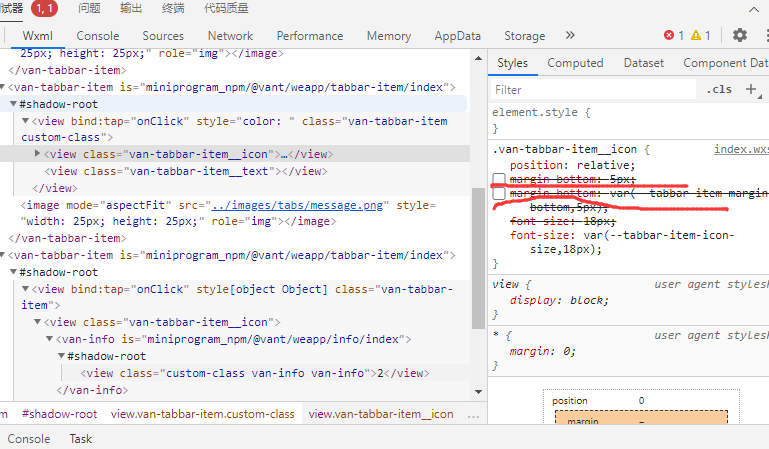 试器 1, 1 问题 输出 终端 代码质量
Wxml Console Sources Network Performance Memory AppData Storage » 1 1
25px; height: 25px;" role="img"></image>
</van-tabbar-item>
<van-tabbar-item is="miniprogram_npm/@vant/weapp/tabbar-item/index">
#shadow-root
<view bind:tap="onClick" style="color: " class="van-tabbar-item
custom-class">
<view class="van-tabbar-item__icon">…</view>
<view class="van-tabbar-item__text"></view>
</view>
<image mode="aspectFit" src="../images/tabs/message.png" style=
"width: 25px; height: 25px;" role="img"></image>
</van-tabbar-item>
<van-tabbar-item is="miniprogram_npm/@vant/weapp/tabbar-item/index">
#shadow-root
<view bind:tap="onClick" style[object Object] class="van-tabbar-
item">
<view class="van-tabbar-item__icon">
<van-info is="miniprogram_npm/@vant/weapp/info/index">
#shadow-root
<view class="custom-class van-info van-info">2</view>
</van-info>
m #shadow-root view.van-tabbar-item.custom-class view.van-tabbar-item__icon ...
Console Task
Styles Computed Dataset Component Data
Filter .cls +
element.style {
}
.van-tabbar-item__icon { index.wxs
position: relative;
margin-bottom: 5px;
margin-bottom: var(--tabbar-item-margin-
bottom,5px);
font-size: 18px;
font-size: var(--tabbar-item-icon-
size,18px);
}
view { user agent stylesh
display: block;
}
* { user agent stylesh
margin: 0;
}
position 0
margin –